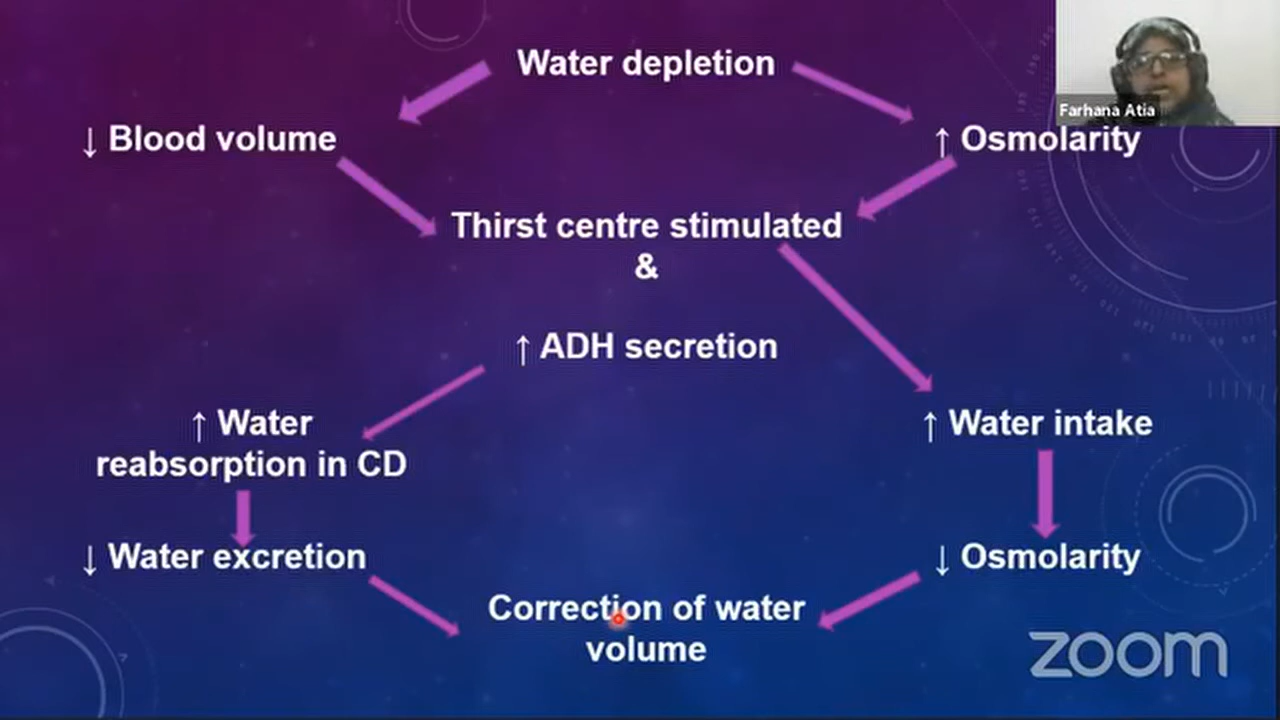 Water depletion
Farhana Atia
↓ Blood volume
↑ Osmolarity
Thirst centre stimulated
&
↑ ADH secretion
↑ Water
reabsorption in CD
↑ Water intake
↓ Water excretion
↓ Osmolarity
Correction of water
volume
zoom